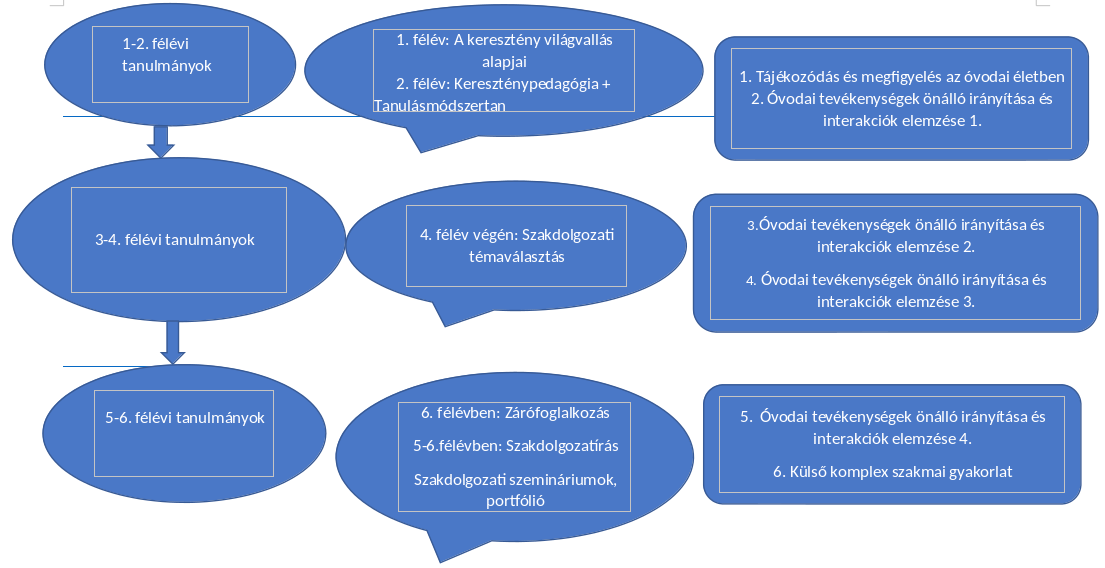 1-2. félévi
tanulmányok
1. félév: A keresztény világvallás
alapjai
2. félév: Kereszténypedagógia +
Tanulásmódszertan
1. Tájékozódás és megfigyelés az óvodai életben
2. Óvodai tevékenységek önálló irányítása és
interakciók elemzése 1.
3-4. félévi tanulmányok
4. félév végén: Szakdolgozati
témaválasztás
3.Óvodai tevékenységek önálló irányítása és
interakciók elemzése 2.
4. Óvodai tevékenységek önálló irányítása és
interakciók elemzése 3.
5-6. félévi tanulmányok
6. félévben: Zárófoglalkozás
5-6.félévben: Szakdolgozatírás
Szakdolgozati szemináriumok,
portfólió
5. Óvodai tevékenységek önálló irányítása és
interakciók elemzése 4.
6. Külső komplex szakmai gyakorlat